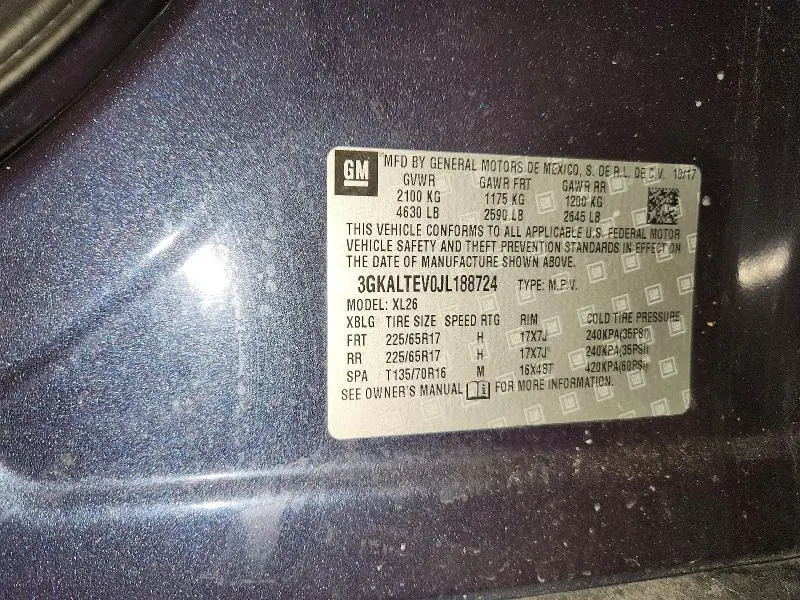 GM
MFD BY GENERAL MOTORS DE MEXICO, S. DE R.L. DE C.V. 10/17
GVWR GAWR FRT GAWR RR
2100 KG 1175 KG 1200 KG
4630 LB 2590 LB 2645 LB
THIS VEHICLE CONFORMS TO ALL APPLICABLE U.S. FEDERAL MOTOR
VEHICLE SAFETY AND THEFT PREVENTION STANDARDS IN EFFECT ON
THE DATE OF MANUFACTURE SHOWN ABOVE.
3GKALTEV0JL188724 TYPE: M.P.V.
MODEL: XL26
XBLG TIRE SIZE SPEED RTG RIM COLD TIRE PRESSURE
FRT 225/65R17 H 17X7J 240KPA(35PSI)
RR 225/65R17 H 17X7J 240KPA(35PSI)
SPA T135/70R16 M 16X4BT 420KPA(60PSI)
SEE OWNER'S MANUAL FOR MORE INFORMATION.